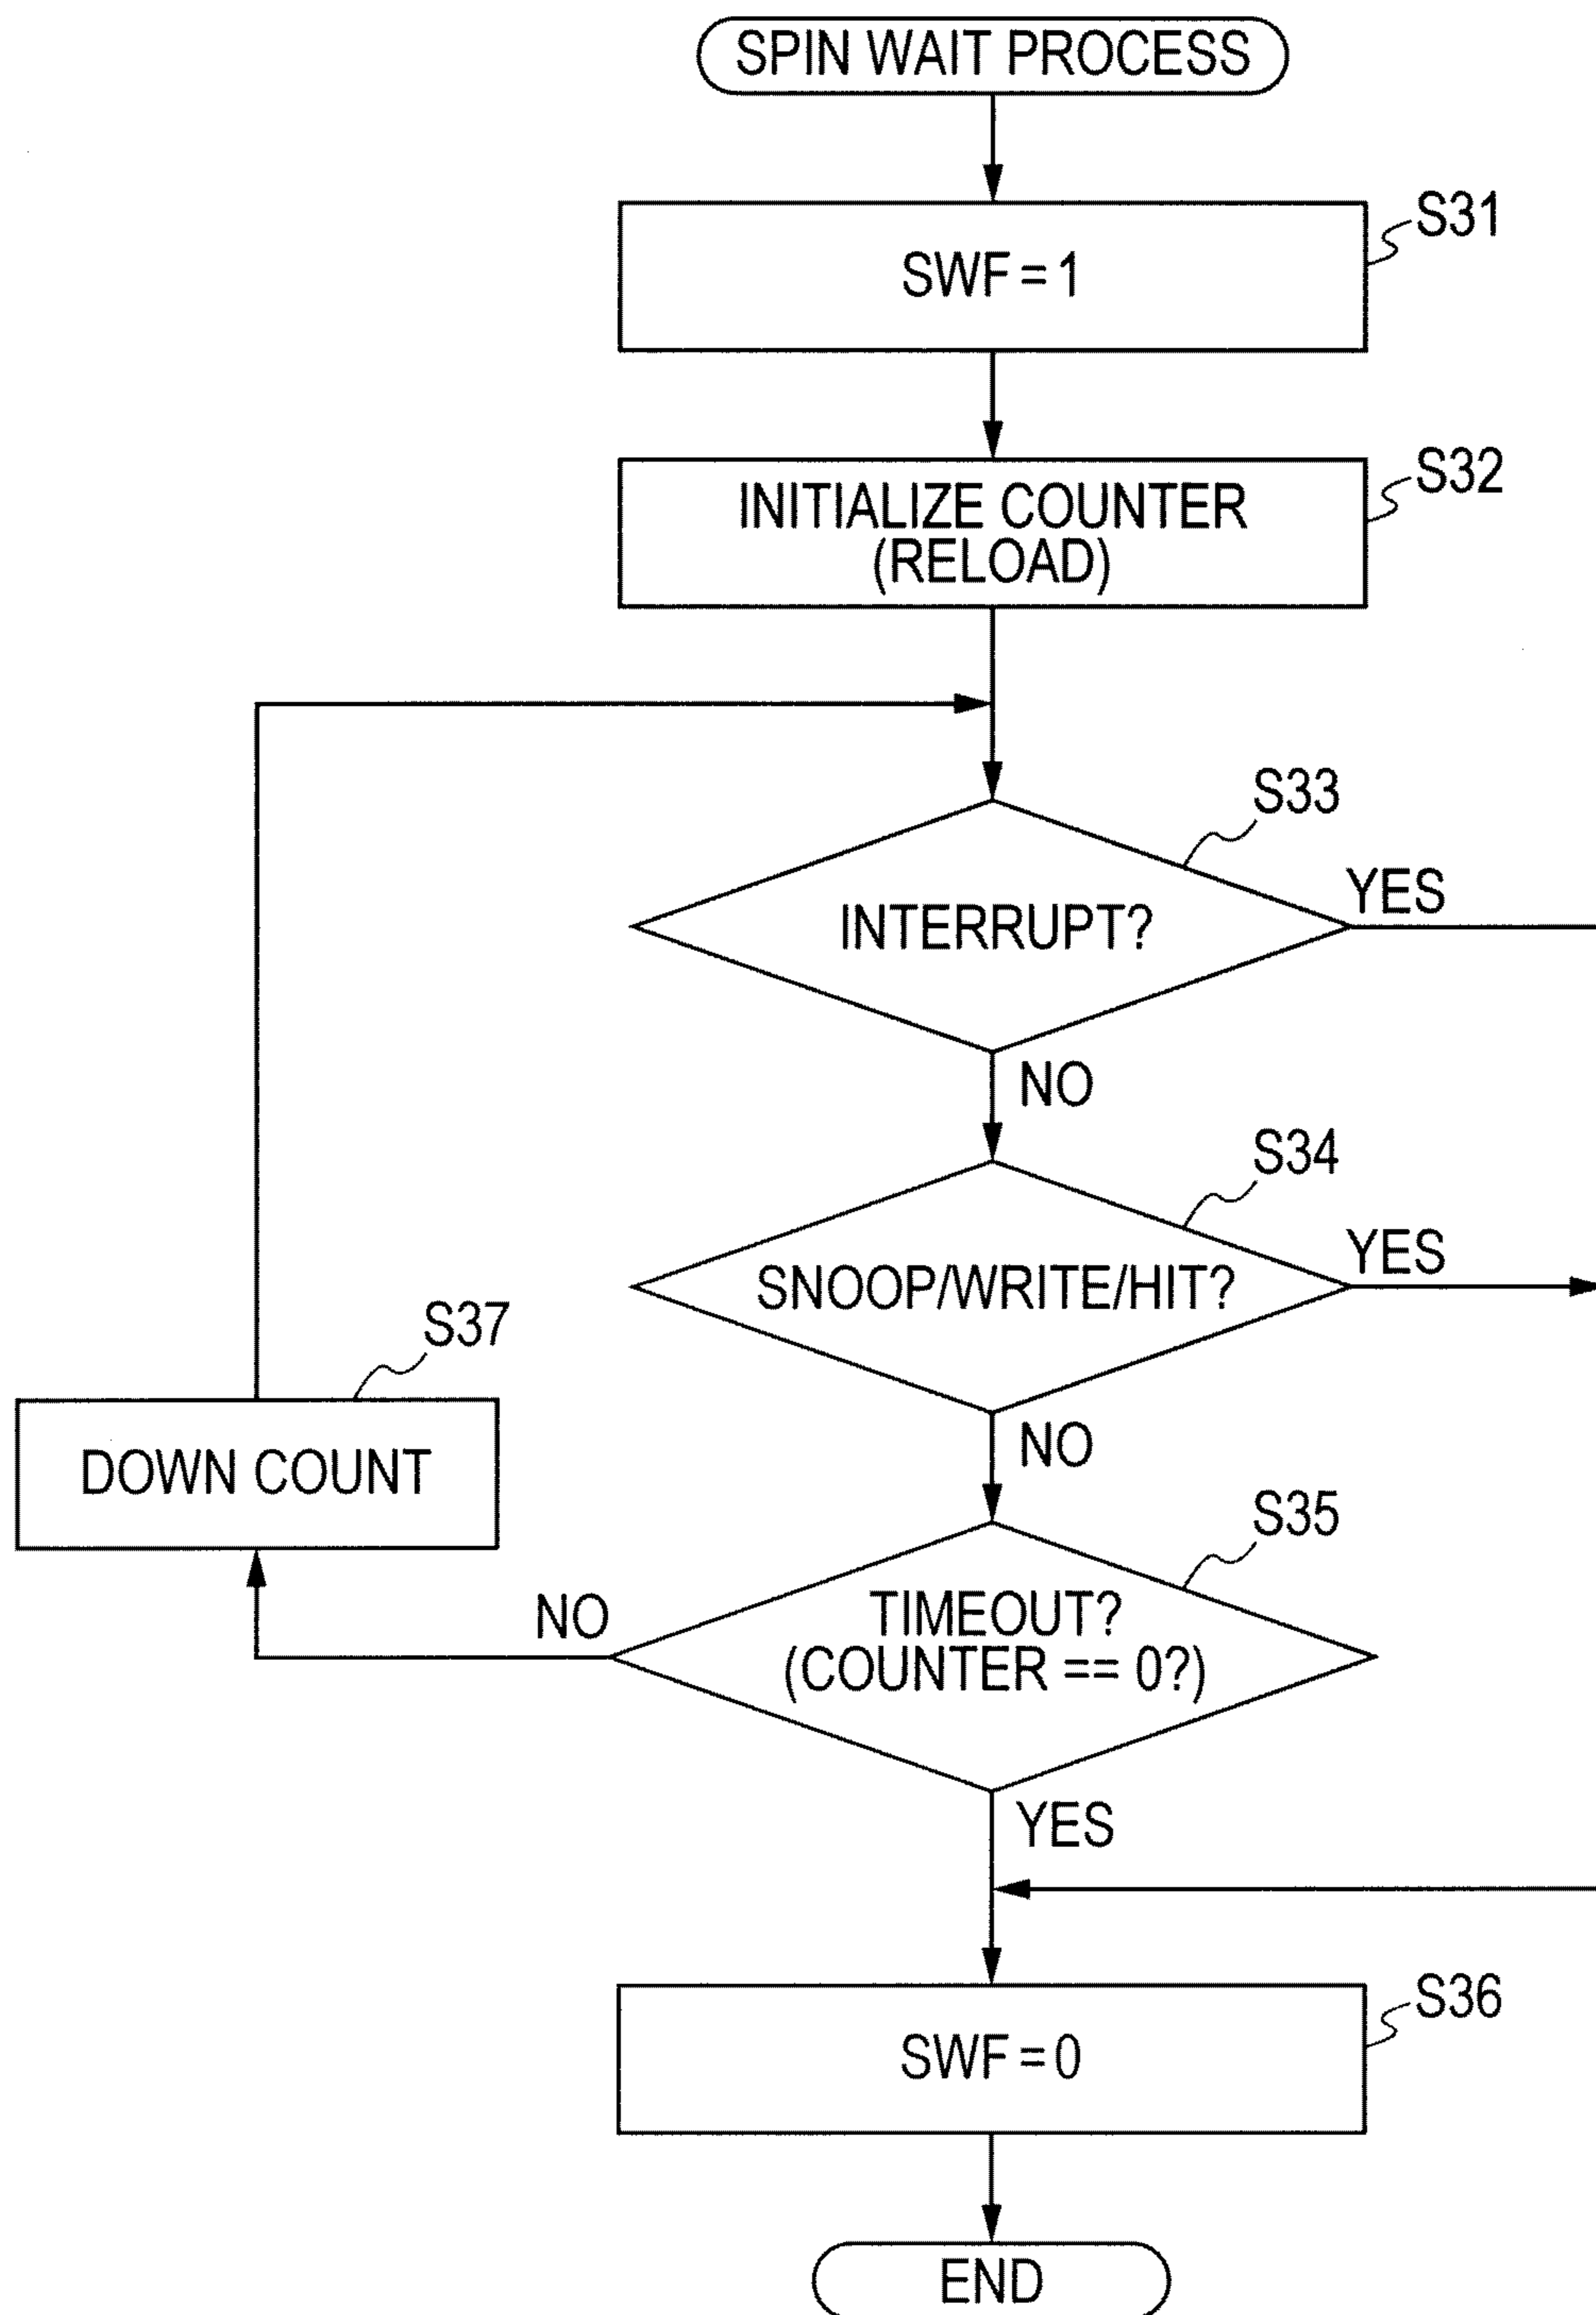 SPIN WAIT PROCESS
S31
SWF = 1
S32
INITIALIZE COUNTER
(RELOAD)
S33
YES
INTERRUPT?
NO
S34
YES
SNOOP/WRITE/HIT?
S37
NO
DOWN COUNT
S35
NO
TIMEOUT?
(COUNTER == 0?)
YES
S36
SWF = 0
END